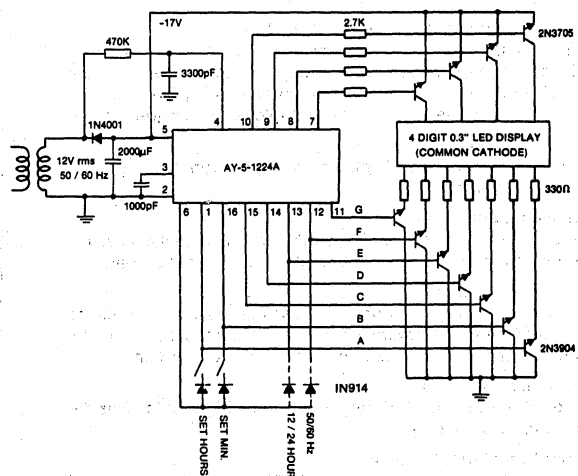 −17V
2.7K
2N3705
470K
3300pF
4
10
9
8
7
1N4001
5
12V rms
50 / 60 Hz
2000µF
3
1000pF
2
AY-5-1224A
4 DIGIT 0.3" LED DISPLAY
(COMMON CATHODE)
330Ω
6
1
16
15
14
13
12
11
G
F
E
D
C
B
A
2N3904
IN914
SET HOURS
SET MIN.
12 / 24 HOUR
50/60 Hz